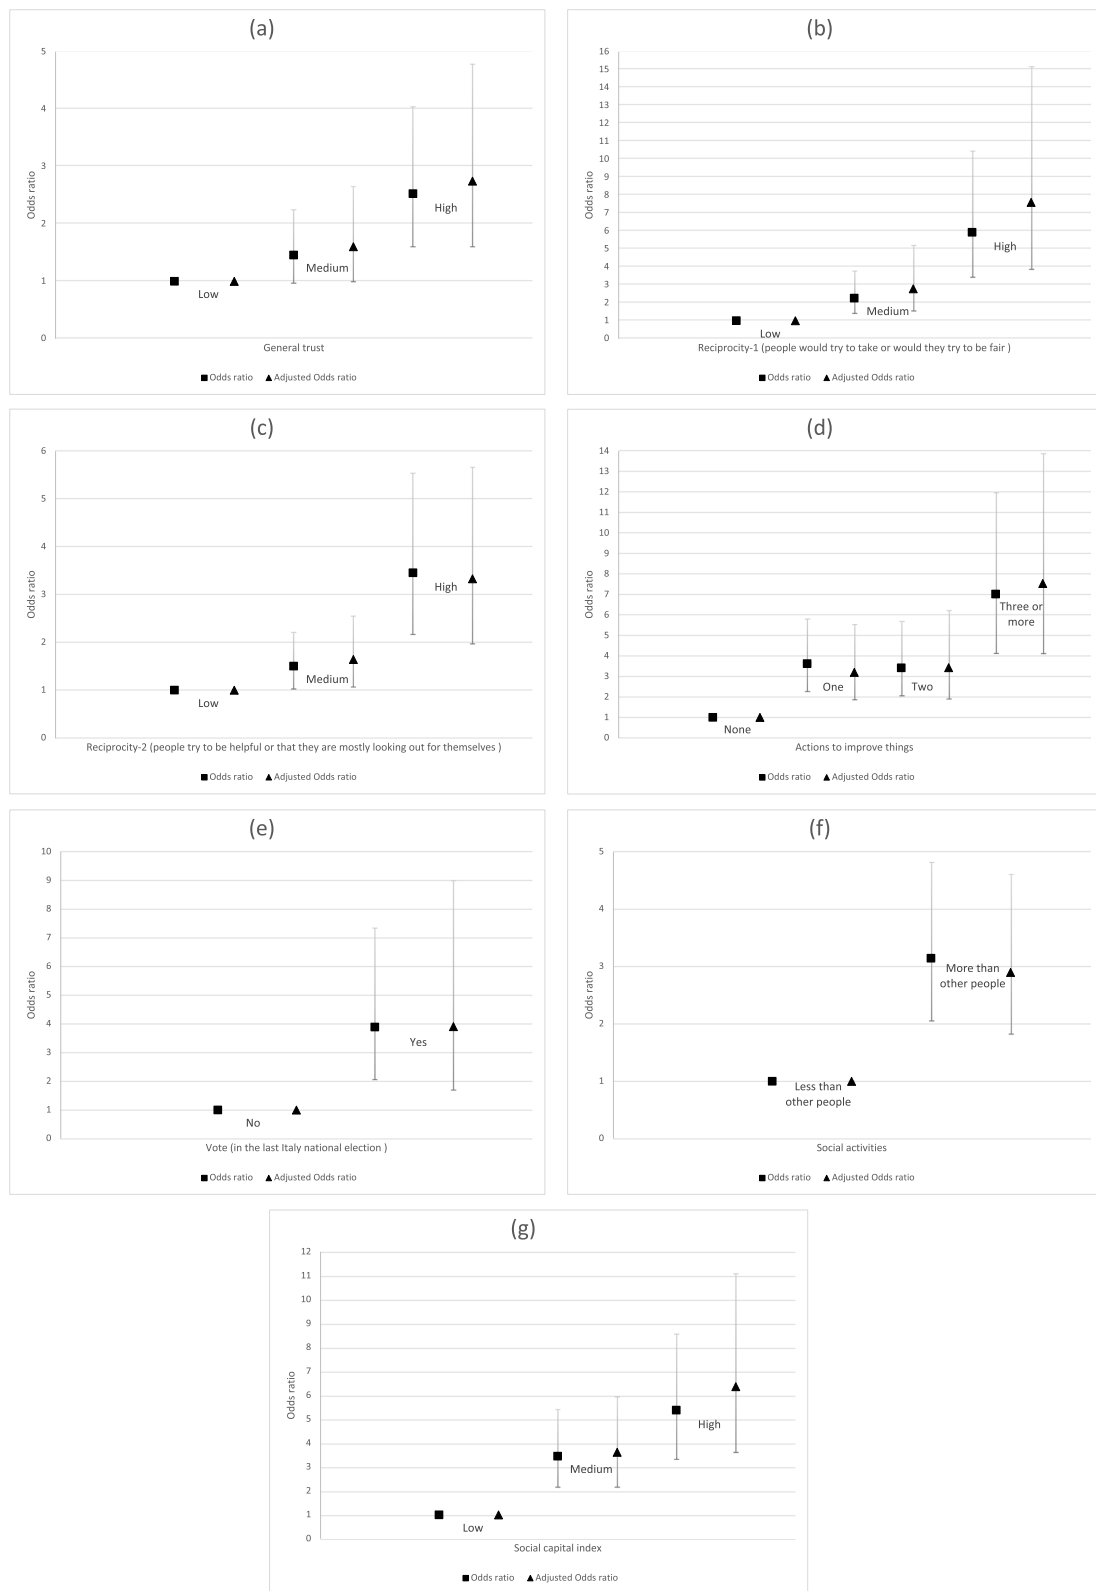 (a)
5
4
3
2
1
0
Odds ratio
Low
Medium
High
General trust
Odds ratio Adjusted Odds ratio
(b)
16
15
14
13
12
11
10
9
8
7
6
5
4
3
2
1
0
Odds ratio
Low
Medium
High
Reciprocity-1 (people would try to take or would they try to be fair )
Odds ratio Adjusted Odds ratio
(c)
6
5
4
3
2
1
0
Odds ratio
Low
Medium
High
Reciprocity-2 (people try to be helpful or that they are mostly looking out for themselves )
Odds ratio Adjusted Odds ratio
(d)
14
13
12
11
10
9
8
7
6
5
4
3
2
1
0
Odds ratio
None
One
Two
Three or
more
Actions to improve things
Odds ratio Adjusted Odds ratio
(e)
10
9
8
7
6
5
4
3
2
1
0
Odds ratio
No
Yes
Vote (in the last Italy national election )
Odds ratio Adjusted Odds ratio
(f)
5
4
3
2
1
0
Odds ratio
Less than
other people
More than
other people
Social activities
Odds ratio Adjusted Odds ratio
(g)
12
11
10
9
8
7
6
5
4
3
2
1
0
Odds ratio
Low
Medium
High
Social capital index
Odds ratio Adjusted Odds ratio